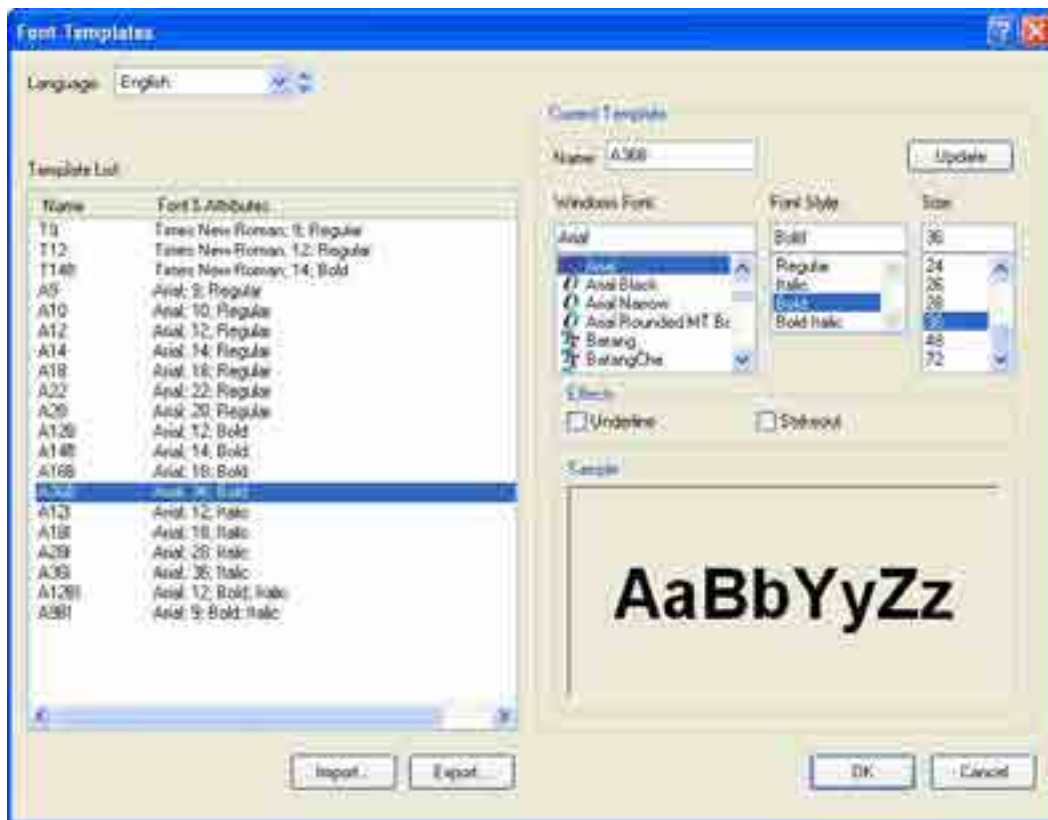 Font Templates
Language: English
Template List
Name Font & Attributes
T9 Times New Roman; 9; Regular
T12 Times New Roman; 12; Regular
T14B Times New Roman; 14; Bold
A9 Arial; 9; Regular
A10 Arial; 10; Regular
A12 Arial; 12; Regular
A14 Arial; 14; Regular
A18 Arial; 18; Regular
A22 Arial; 22; Regular
Arial; 28; Regular
A12B Arial; 12; Bold
A14B Arial; 14; Bold
Arial; 18; Bold
A36B Arial; 36; Bold
A12I Arial; 12; Italic
A18I Arial; 18; Italic
A28I Arial; 28; Italic
A36I Arial; 36; Italic
A12BI Arial; 12; Bold; Italic
A9BI Arial; 9; Bold; Italic
Import... Export...
Current Template
Name: A36B Update
Windows Font: Font Style: Size:
Arial Bold 36
Arial Regular 24
Arial Black Italic 26
Arial Narrow Bold 28
Arial Rounded MT Bo Bold Italic 36
Batang 48
BatangChe 72
Effects
Underline Strikeout
Sample
AaBbYyZz
OK Cancel